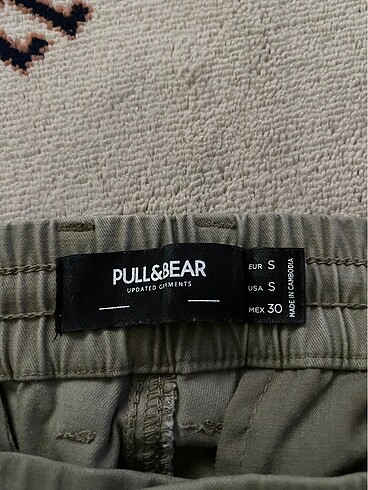 PULL&BEAR
UPDATED GARMENTS
EUR S
USA S
MEX 30
MADE IN CAMBODIA